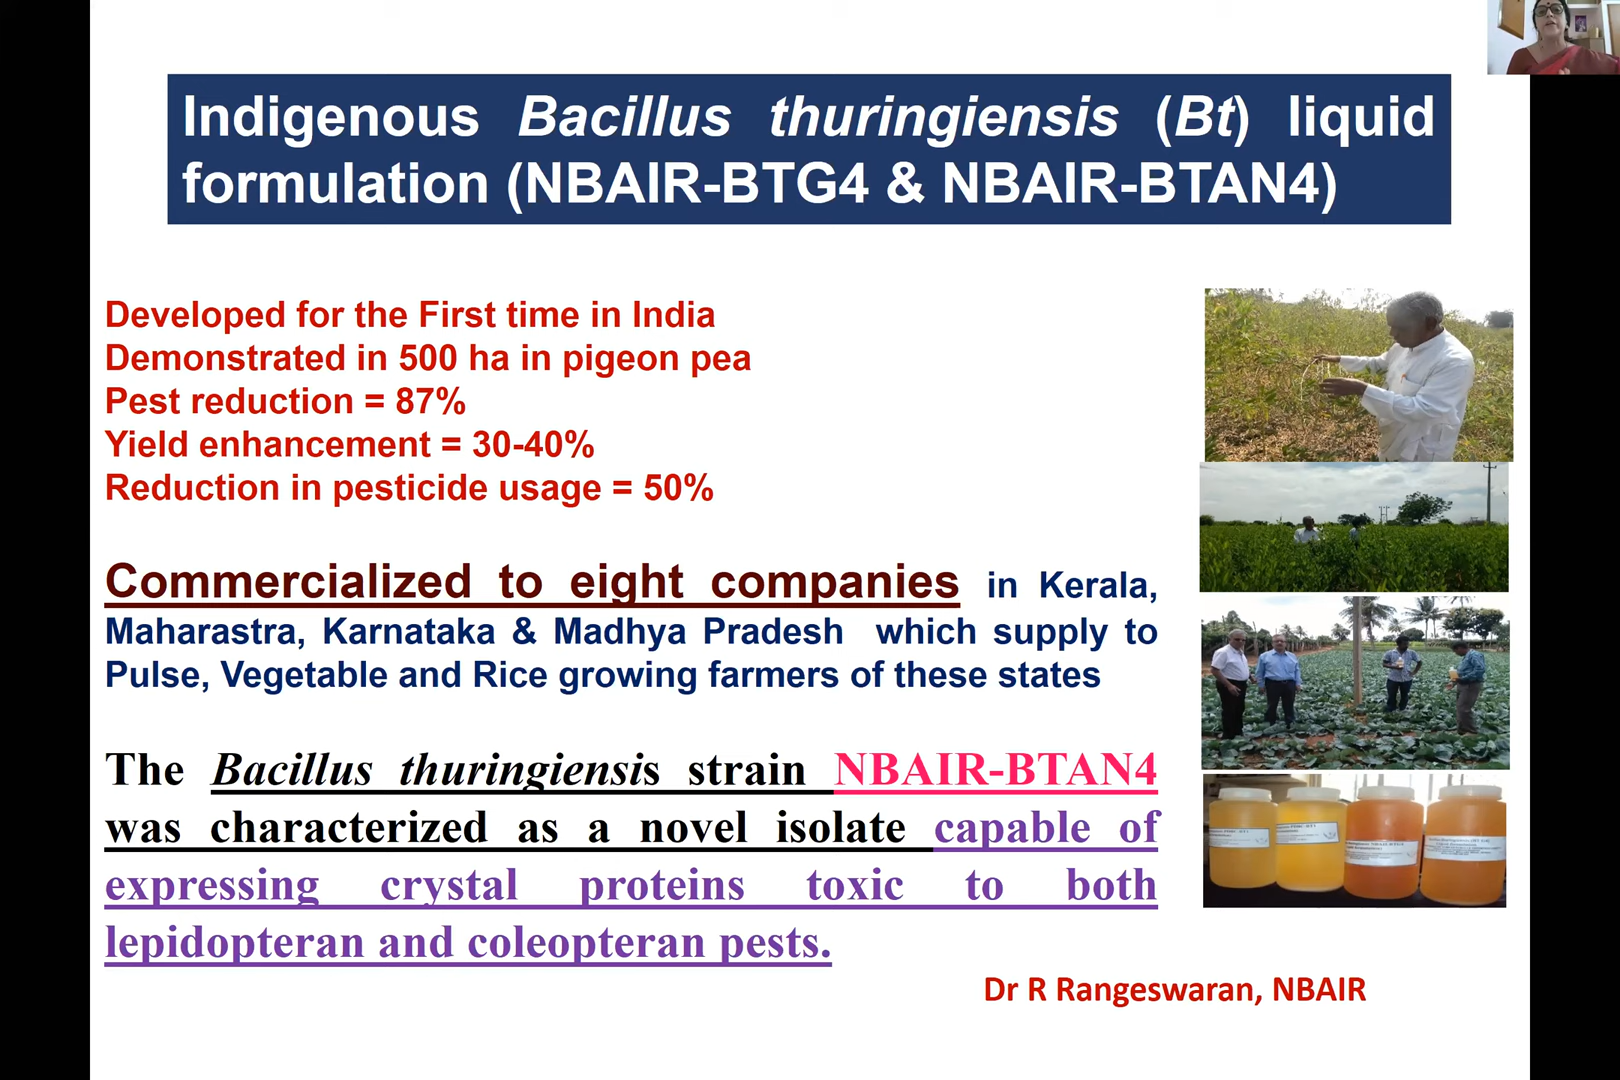 Indigenous Bacillus thuringiensis (Bt) liquid
formulation (NBAIR-BTG4 & NBAIR-BTAN4)
Developed for the First time in India
Demonstrated in 500 ha in pigeon pea
Pest reduction = 87%
Yield enhancement = 30-40%
Reduction in pesticide usage = 50%
Commercialized to eight companies in Kerala,
Maharastra, Karnataka & Madhya Pradesh which supply to
Pulse, Vegetable and Rice growing farmers of these states
The Bacillus thuringiensis strain NBAIR-BTAN4
was characterized as a novel isolate capable of
expressing crystal proteins toxic to both
lepidopteran and coleopteran pests.
Dr R Rangeswaran, NBAIR